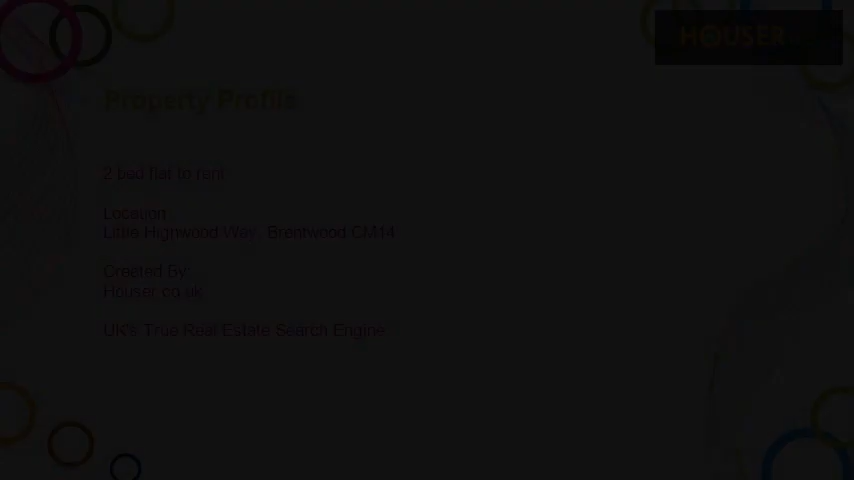 HOUSER
Property Profile
2 bed flat to rent
Location:
Little Highwood Way, Brentwood CM14
Created By:
Houser.co.uk
UK's True Real Estate Search Engine